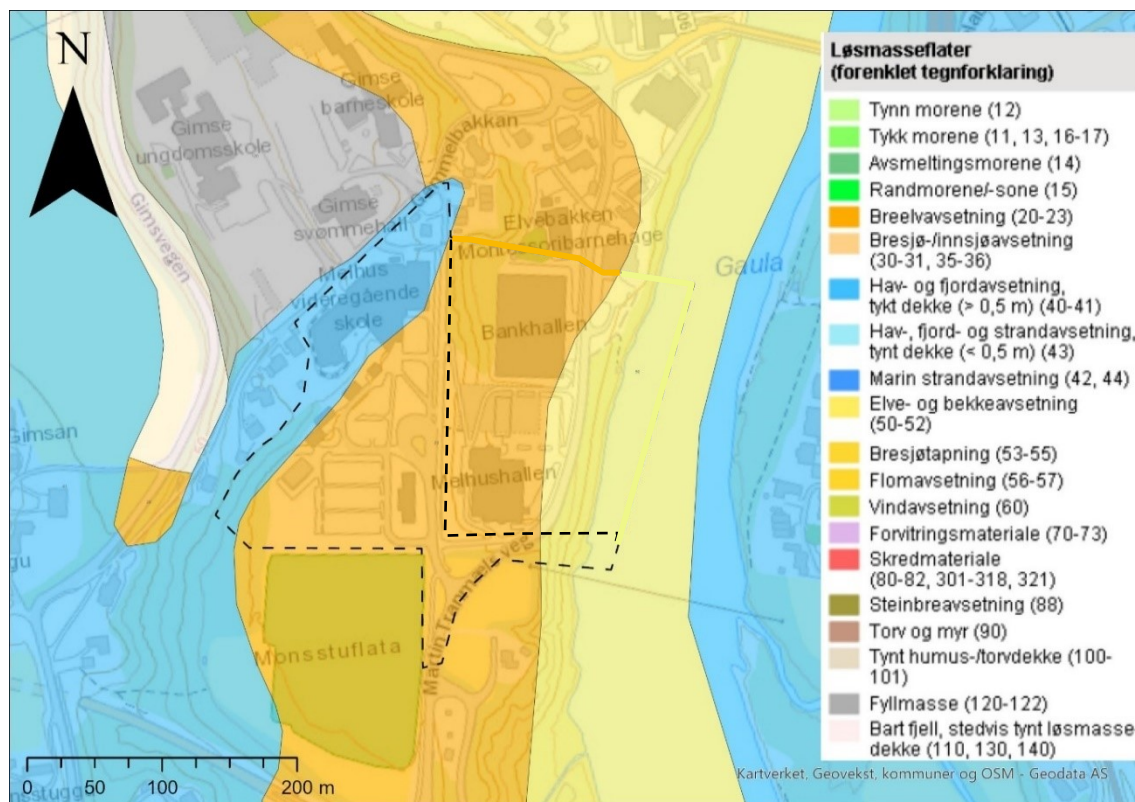 N
Gimsvegen
Gimse
ungdomsskole
Gimse
barneskole
Gammelbakkan
Gimse
svømmehall
Elvebakken
Montessoribarnehage
Melhus
videregående
skole
Gaula
Bankhallen
Gimsan
Melhushallen
Martin Tranmæls veg
Monsstuflata
0 50 100 200 m
Løsmasseflater
(forenklet tegnforklaring)
Tynn morene (12)
Tykk morene (11, 13, 16-17)
Avsmeltingsmorene (14)
Randmorene/-sone (15)
Breelvavsetning (20-23)
Bresjø-/innsjøavsetning
(30-31, 35-36)
Hav- og fjordavsetning,
tykt dekke (> 0,5 m) (40-41)
Hav-, fjord- og strandavsetning,
tynt dekke (< 0,5 m) (43)
Marin strandavsetning (42, 44)
Elve- og bekkeavsetning
(50-52)
Bresjøtapning (53-55)
Flomavsetning (56-57)
Vindavsetning (60)
Forvitringsmateriale (70-73)
Skredmateriale
(80-82, 301-318, 321)
Steinbreavsetning (88)
Torv og myr (90)
Tynt humus-/torvdekke (100-
101)
Fyllmasse (120-122)
Bart fjell, stedvis tynt løsmasse
dekke (110, 130, 140)
Kartverket, Geovekst, kommuner og OSM - Geodata AS